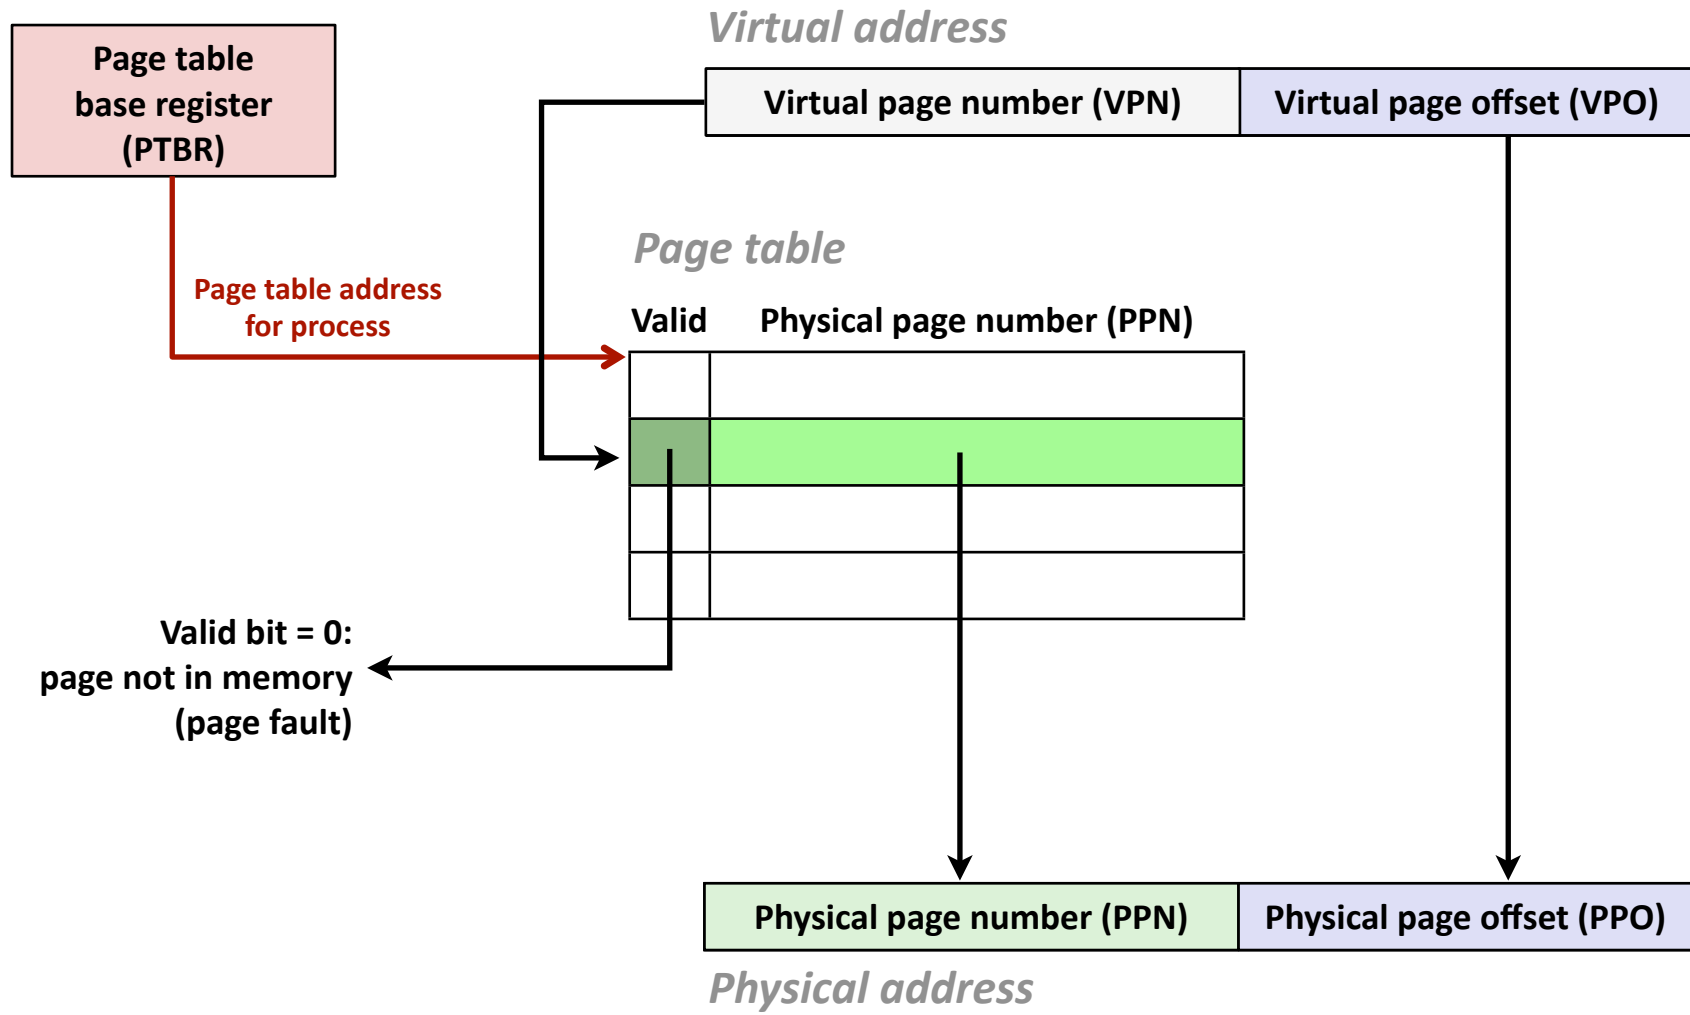 Virtual address
Page table
base register
(PTBR)
Virtual page number (VPN)
Virtual page offset (VPO)
Page table
Page table address
for process
Valid
Physical page number (PPN)
Valid bit = 0:
page not in memory
(page fault)
Physical page number (PPN)
Physical page offset (PPO)
Physical address